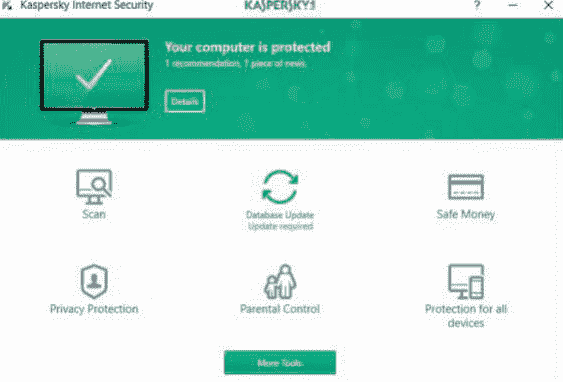 Kaspersky Internet Security
KASPERSKY
?
Your computer is protected
1 recommendation, 1 piece of news.
Details
Scan
Database Update
Update required
Safe Money
Privacy Protection
Parental Control
Protection for all
devices
More Tools